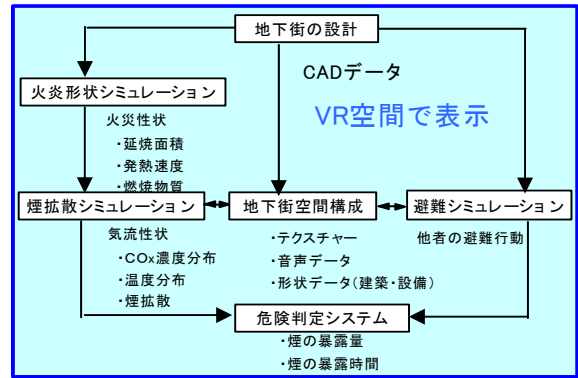 地下街の設計
CADデータ
火炎形状シミュレーション
VR空間で表示
火災性状
・延焼面積
・発熱速度
・燃焼物質
煙拡散シミュレーション
地下街空間構成
避難シミュレーション
気流性状
・COx濃度分布
・温度分布
・煙拡散
・テクスチャー
・音声データ
・形状データ(建築・設備)
他者の避難行動
危険判定システム
・煙の暴露量
・煙の暴露時間